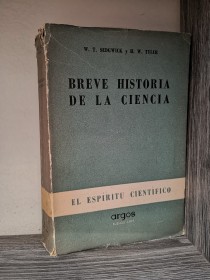 W. T. SEDGWICK y H. W. TYLER
BREVE HISTORIA
DE LA CIENCIA
EL ESPIRITU CIENTIFICO
argos